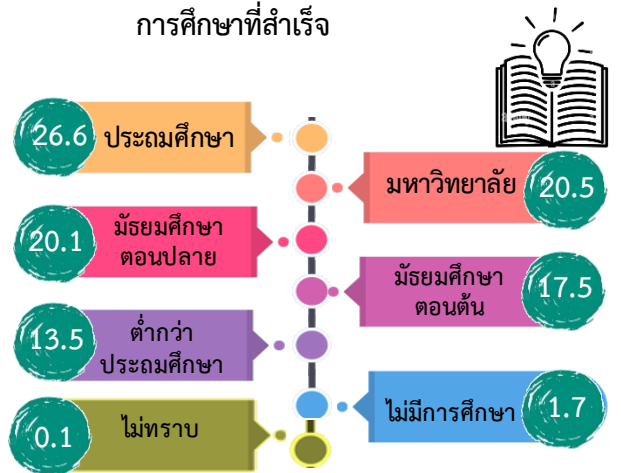 การศึกษาที่สำเร็จ
26.6 ประถมศึกษา
มหาวิทยาลัย 20.5
20.1 มัธยมศึกษา
ตอนปลาย
มัธยมศึกษา
ตอนต้น 17.5
13.5 ต่ำกว่า
ประถมศึกษา
ไม่มีการศึกษา 1.7
0.1 ไม่ทราบ